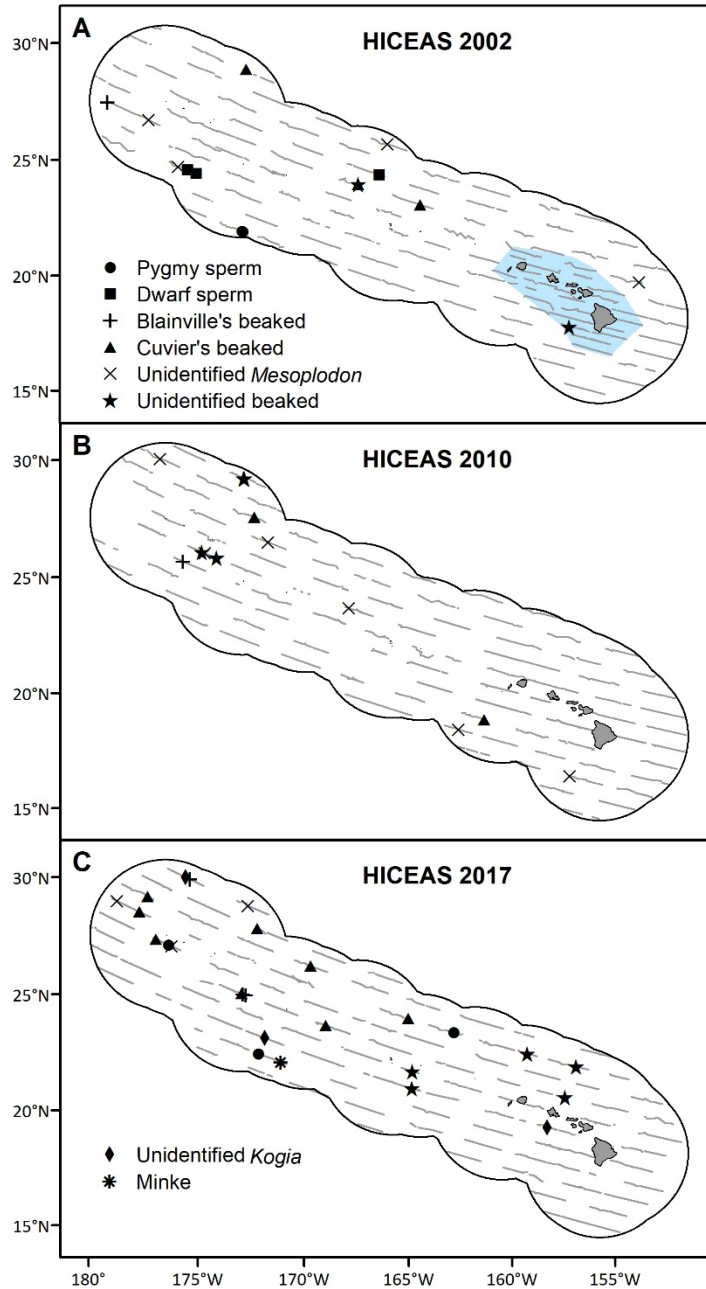 A
HICEAS 2002
30°N
25°N
20°N
15°N
Pygmy sperm
Dwarf sperm
Blainville's beaked
Cuvier's beaked
Unidentified Mesoplodon
Unidentified beaked
B
HICEAS 2010
30°N
25°N
20°N
15°N
C
HICEAS 2017
30°N
25°N
20°N
15°N
Unidentified Kogia
Minke
180° 175°W 170°W 165°W 160°W 155°W